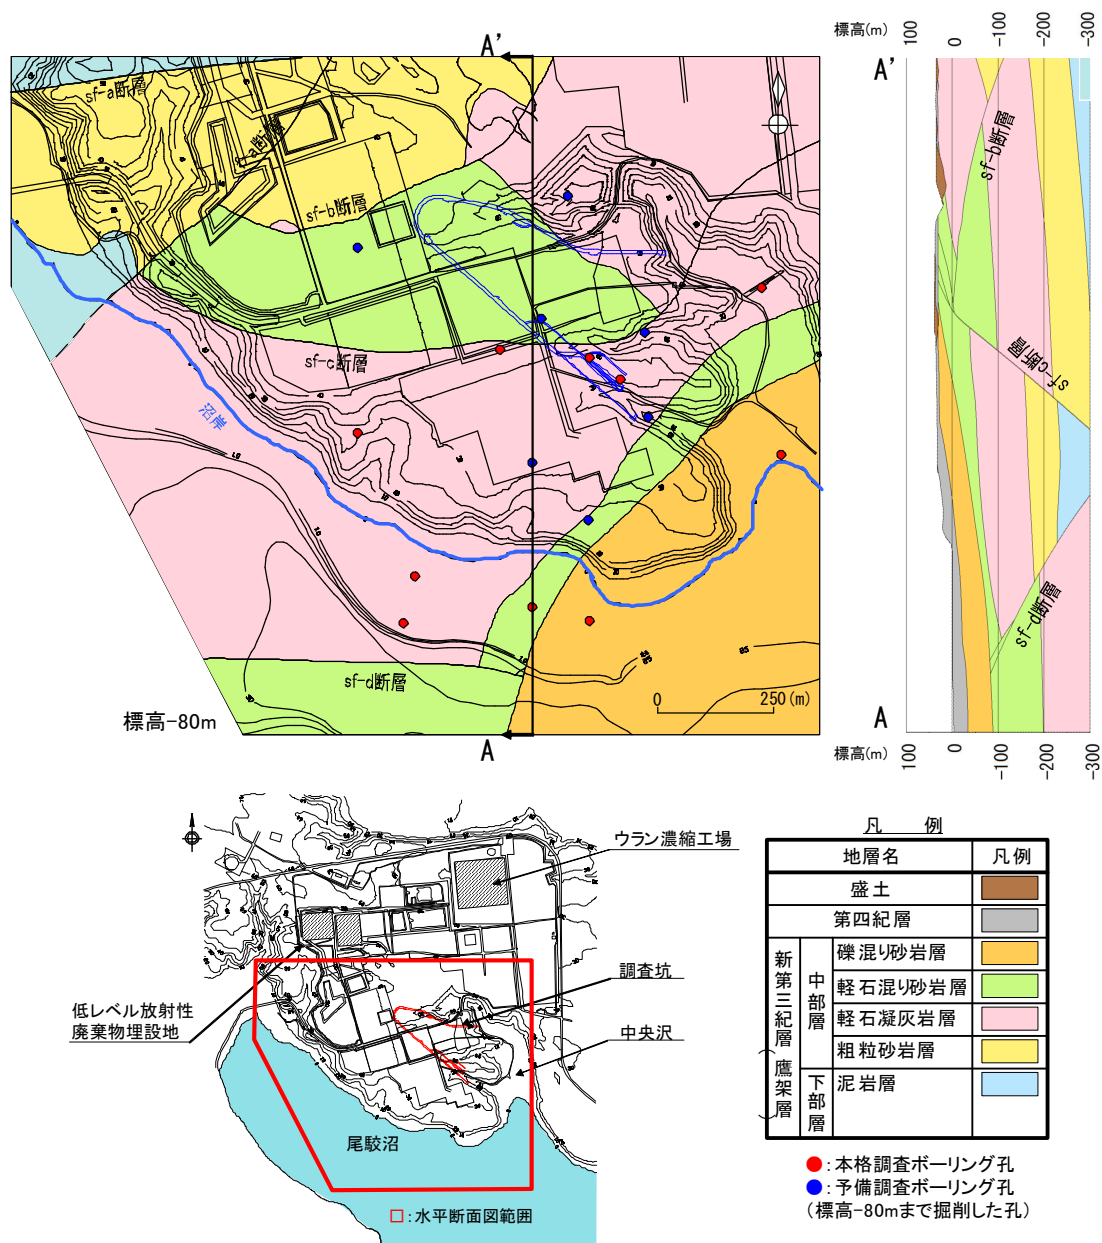 標高(m)
100
0
-100
-200
-300
A'
A'
sf-a断層
sf-b断層
sf-b断層
sf-c断層
sf-c断層
沼岸
sf-d断層
sf-d断層
0 250(m)
標高-80m
A
A
標高(m)
100
0
-100
-200
-300
ウラン濃縮工場
調査坑
中央沢
低レベル放射性
廃棄物埋設地
尾駮沼
□:水平断面図範囲
凡 例
地層名 凡例
盛土
第四紀層
新第三紀層(鷹架層)
中部層
礫混り砂岩層
軽石混り砂岩層
軽石凝灰岩層
粗粒砂岩層
下部層
泥岩層
●:本格調査ボーリング孔
●:予備調査ボーリング孔
(標高-80mまで掘削した孔)